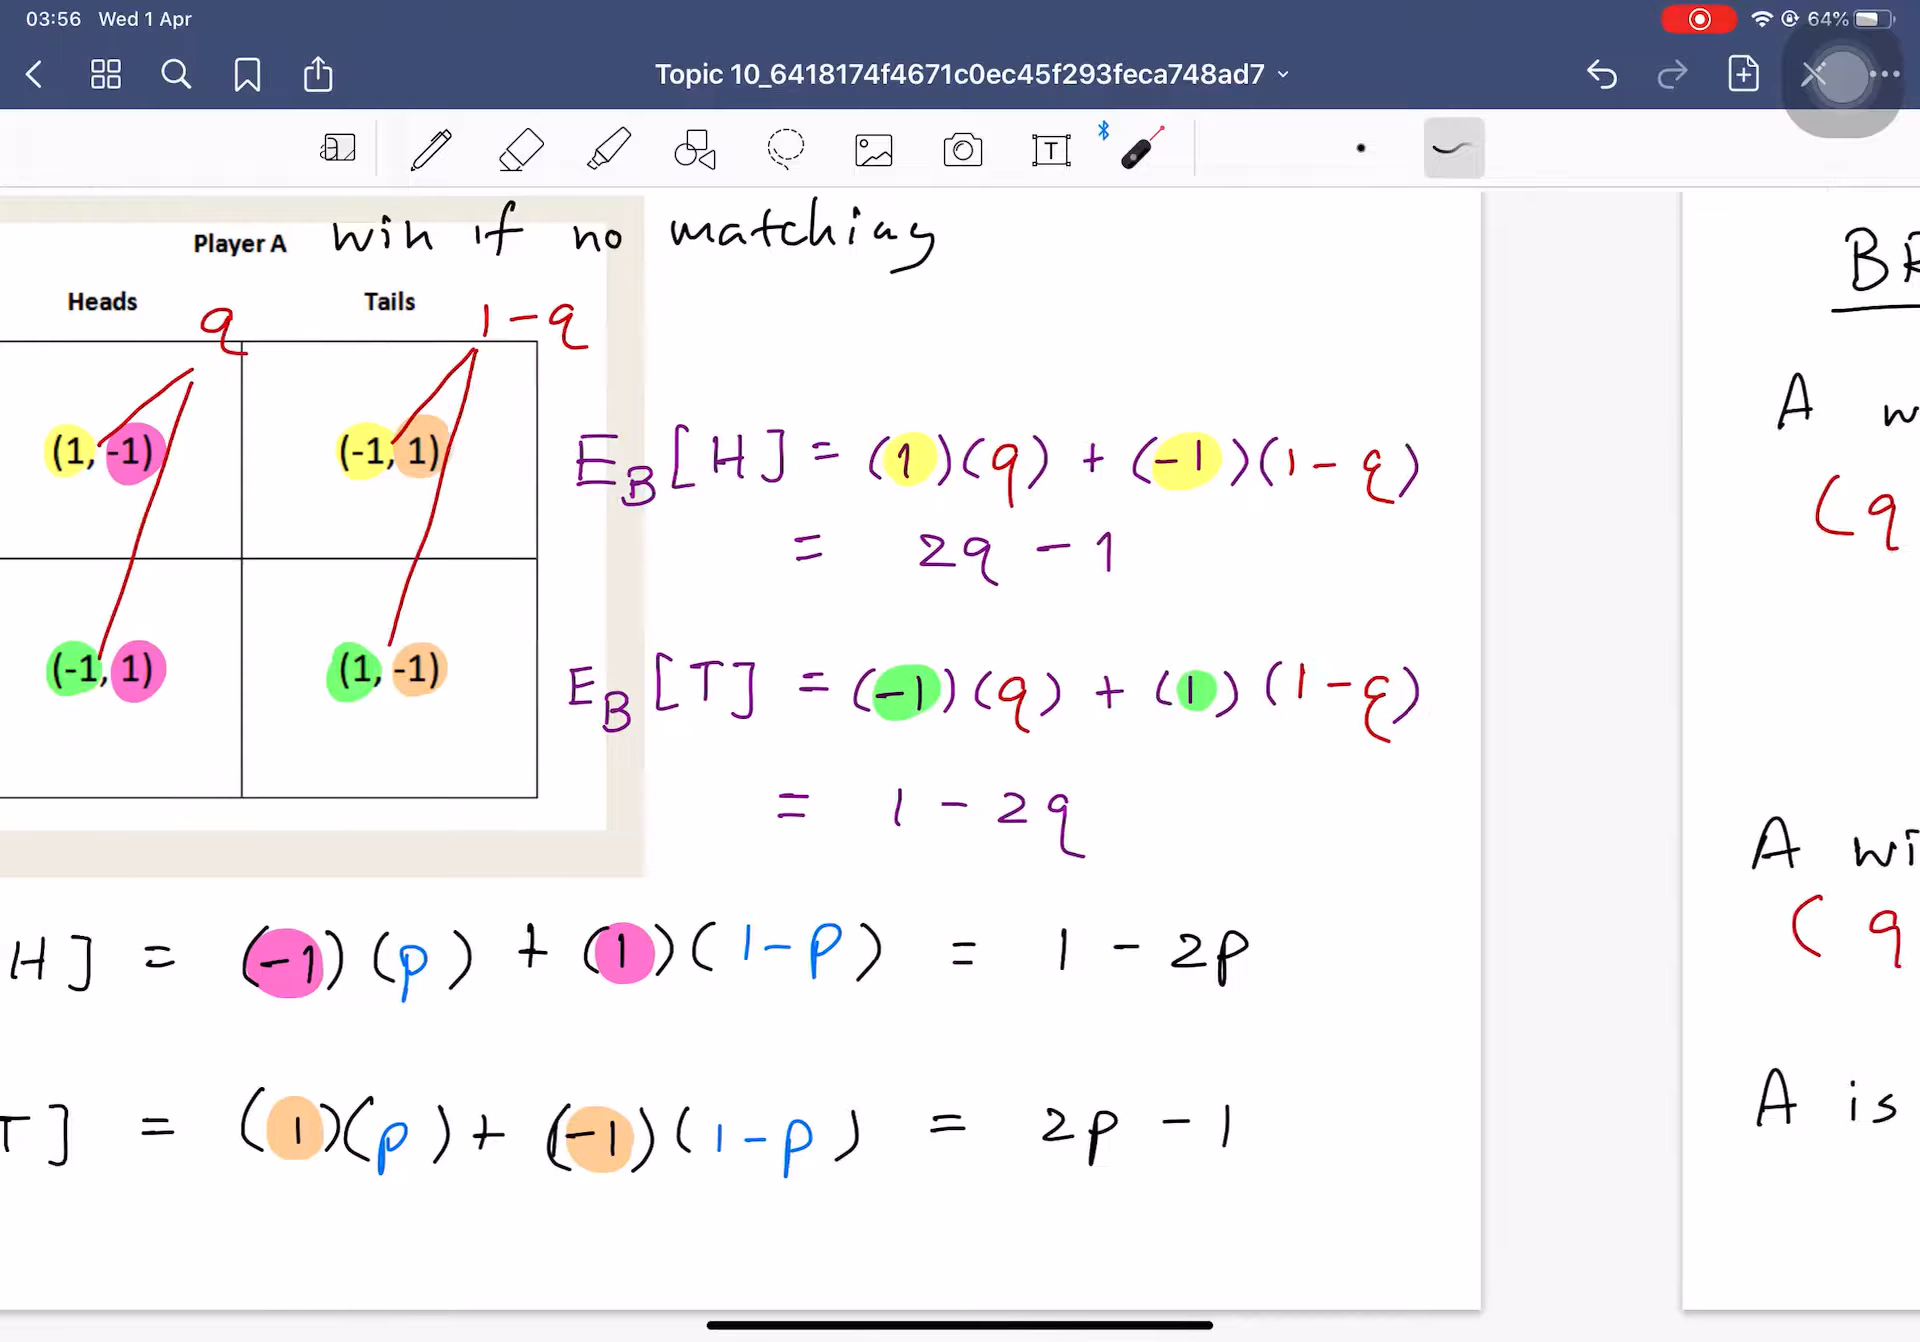 03:56 Wed 1 Apr
64%
Topic 10_6418174f4671c0ec45f293feca748ad7
Player A win if no matching
Heads Tails
q 1-q
(1, -1) (-1, 1)
E_B[H] = (1)(q) + (-1)(1-q)
= 2q - 1
(-1, 1) (1, -1)
E_B[T] = (-1)(q) + (1)(1-q)
= 1 - 2q
H] = (-1)(p) + (1)(1-p) = 1 - 2p
T] = (1)(p) + (-1)(1-p) = 2p - 1
A
(q
A wi
(q
A is